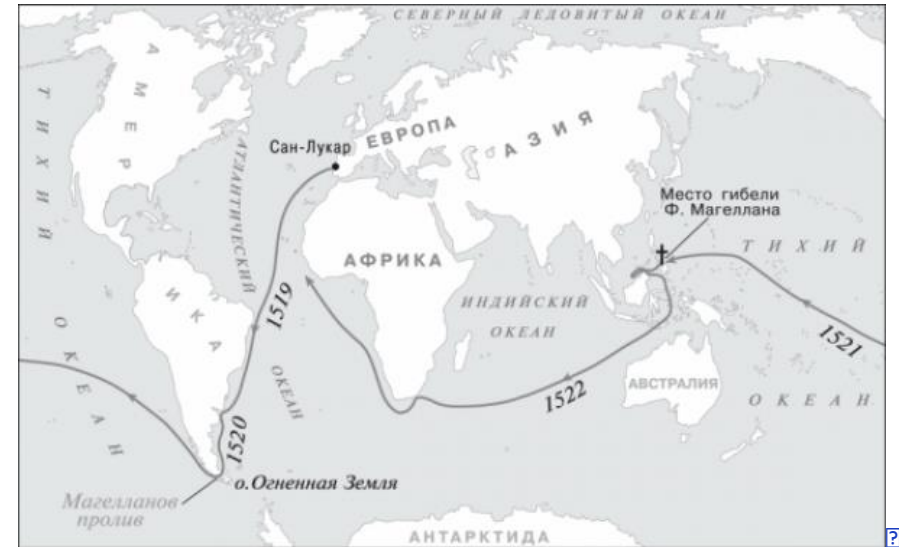 СЕВЕРНЫЙ ЛЕДОВИТЫЙ ОКЕАН
АМЕРИКА
ТИХИЙ ОКЕАН
АТЛАНТИЧЕСКИЙ ОКЕАН
Сан-Лукар
ЕВРОПА
АЗИЯ
Место гибели
Ф. Магеллана
АФРИКА
ТИХИЙ
ОКЕАН
ИНДИЙСКИЙ
ОКЕАН
1519
1521
1522
АВСТРАЛИЯ
1520
о.Огненная Земля
Магелланов
пролив
АНТАРКТИДА
?